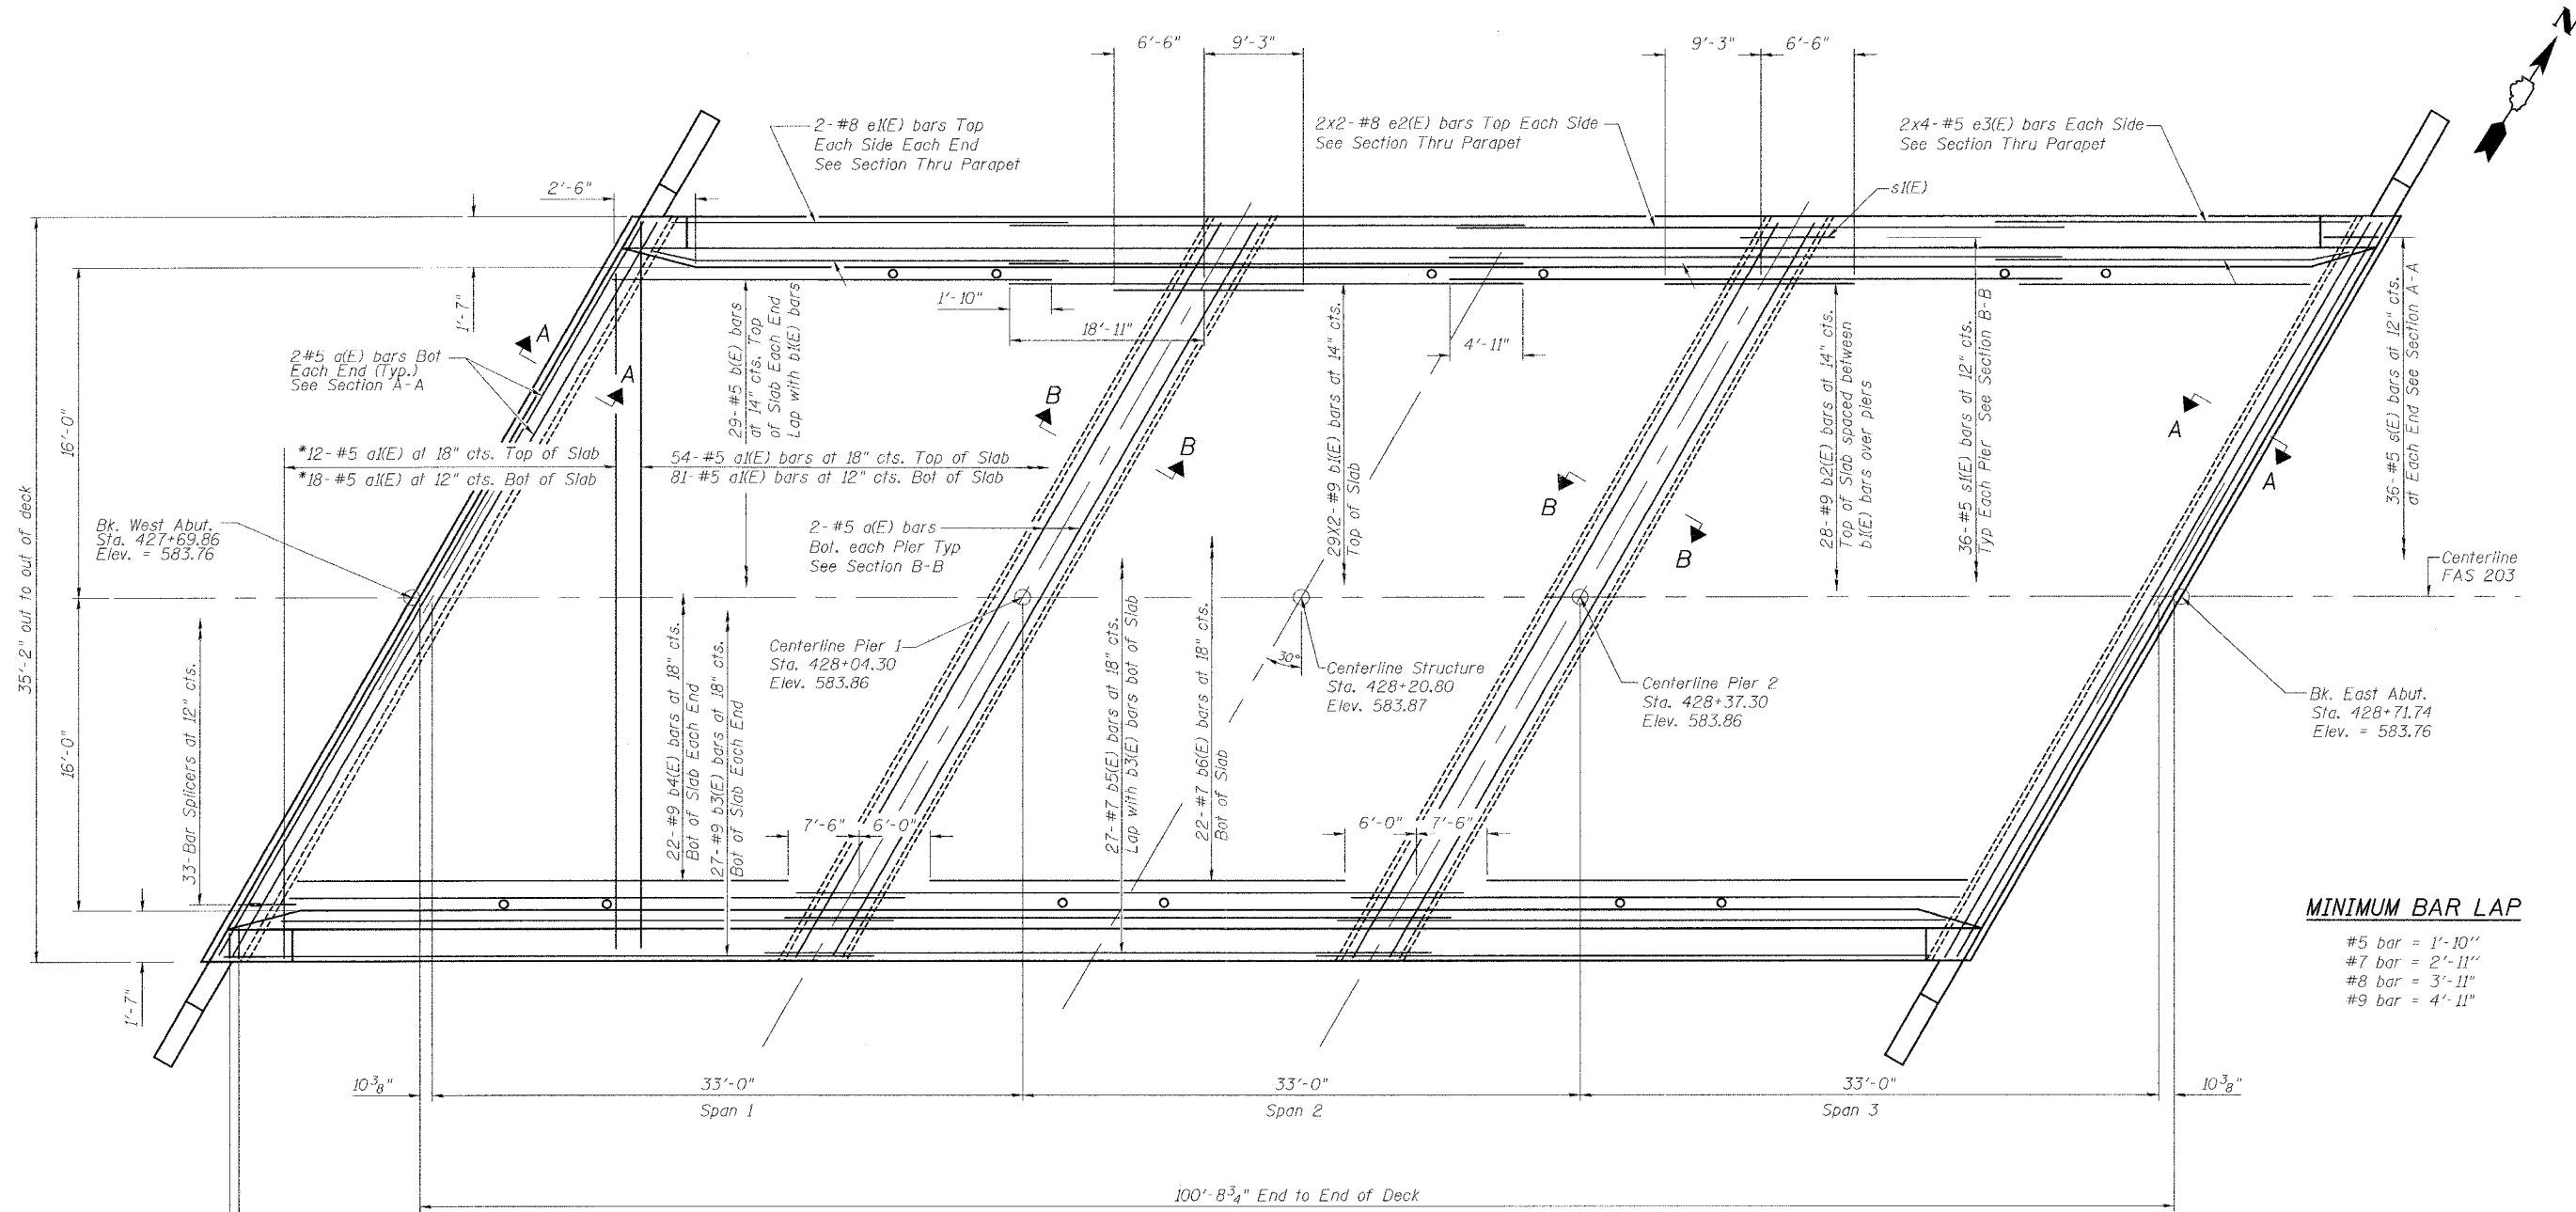 N
6'-6"
9'-3"
9'-3"
6'-6"
2-#8 e1(E) bars Top
Each Side Each End
See Section Thru Parapet
2x2-#8 e2(E) bars Top Each Side
See Section Thru Parapet
2x4-#5 e3(E) bars Each Side
See Section Thru Parapet
s1(E)
2'-6"
1'-7"
1'-10"
18'-11"
4'-11"
35'-2" out to out of deck
16'-0"
16'-0"
1'-7"
2#5 a(E) bars Bot
Each End (Typ.)
See Section A-A
A
A
B
B
B
B
A
A
29-#5 b(E) bars
at 14" cts. Top
of Slab Each End
Lap with b1(E) bars
29X2-#9 b1(E) bars at 14" cts.
Top of Slab
28-#9 b2(E) bars at 14" cts.
Top of Slab spaced between
b1(E) bars over piers
36-#5 s1(E) bars at 12" cts.
Typ Each Pier See Section B-B
36-#5 s(E) bars at 12" cts.
at Each End See Section A-A
*12-#5 a1(E) at 18" cts. Top of Slab
*18-#5 a1(E) at 12" cts. Bot of Slab
54-#5 a1(E) bars at 18" cts. Top of Slab
81-#5 a1(E) bars at 12" cts. Bot of Slab
Bk. West Abut.
Sta. 427+69.86
Elev. = 583.76
2-#5 a(E) bars
Bot. each Pier Typ
See Section B-B
Centerline
FAS 203
33-Bar Splicers at 12" cts.
22-#9 b4(E) bars at 18" cts.
Bot of Slab Each End
27-#9 b3(E) bars at 18" cts.
Bot of Slab Each End
Centerline Pier 1
Sta. 428+04.30
Elev. 583.86
27-#7 b5(E) bars at 18" cts.
Lap with b3(E) bars bot of Slab
22-#7 b6(E) bars at 18" cts.
Bot of Slab
30°
Centerline Structure
Sta. 428+20.80
Elev. 583.87
Centerline Pier 2
Sta. 428+37.30
Elev. 583.86
Bk. East Abut.
Sta. 428+71.74
Elev. = 583.76
7'-6"
6'-0"
6'-0"
7'-6"
MINIMUM BAR LAP
#5 bar = 1'-10"
#7 bar = 2'-11"
#8 bar = 3'-11"
#9 bar = 4'-11"
10 3/8"
33'-0"
33'-0"
33'-0"
10 3/8"
Span 1
Span 2
Span 3
100'-8 3/4" End to End of Deck